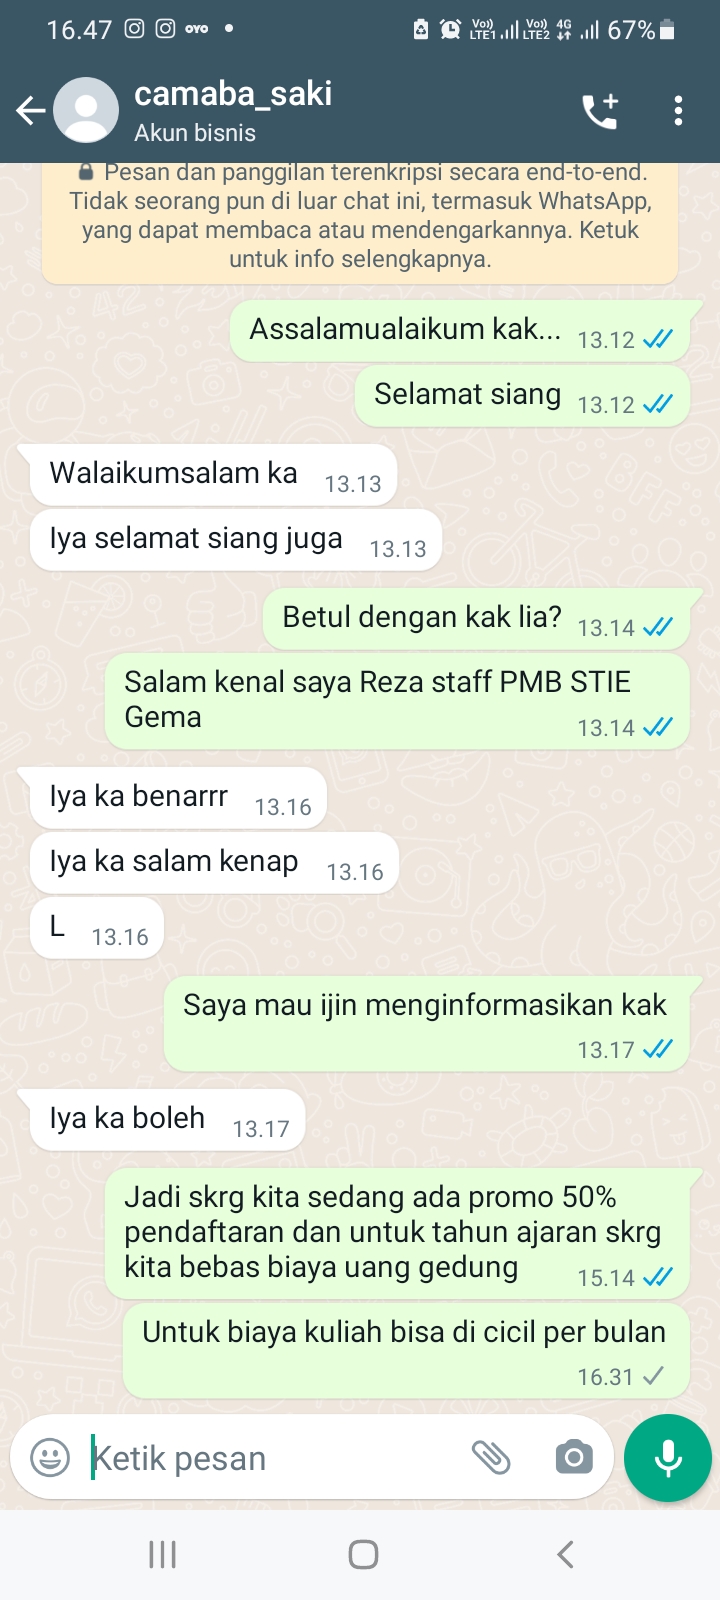 16.47 oyo Vo)) LTE1 Vo)) LTE2 4G 67%
camaba_saki
Akun bisnis
Pesan dan panggilan terenkripsi secara end-to-end.
Tidak seorang pun di luar chat ini, termasuk WhatsApp,
yang dapat membaca atau mendengarkannya. Ketuk
untuk info selengkapnya.
Assalamualaikum kak... 13.12
Selamat siang 13.12
Walaikumsalam ka 13.13
Iya selamat siang juga 13.13
Betul dengan kak lia? 13.14
Salam kenal saya Reza staff PMB STIE
Gema 13.14
Iya ka benarrr 13.16
Iya ka salam kenap 13.16
L 13.16
Saya mau ijin menginformasikan kak
13.17
Iya ka boleh 13.17
Jadi skrg kita sedang ada promo 50%
pendaftaran dan untuk tahun ajaran skrg
kita bebas biaya uang gedung 15.14
Untuk biaya kuliah bisa di cicil per bulan
16.31
Ketik pesan